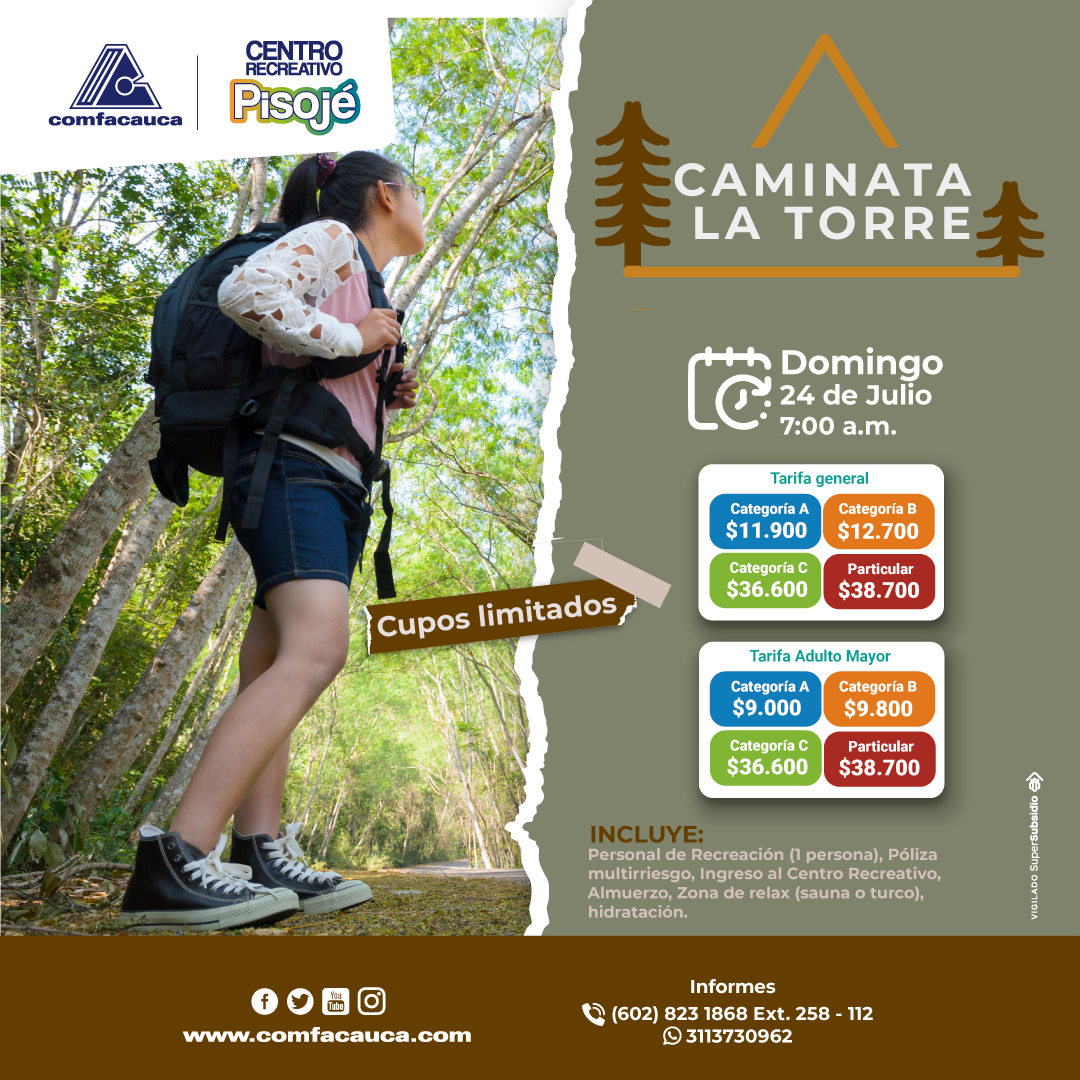 comfacauca
CENTRO
RECREATIVO
Pisojé
CAMINATA
LA TORRE
Domingo
24 de Julio
7:00 a.m.
Tarifa general
Categoría A
$11.900
Categoría B
$12.700
Categoría C
$36.600
Particular
$38.700
Cupos limitados
Tarifa Adulto Mayor
Categoría A
$9.000
Categoría B
$9.800
Categoría C
$36.600
Particular
$38.700
INCLUYE:
Personal de Recreación (1 persona), Póliza
multirriesgo, Ingreso al Centro Recreativo,
Almuerzo, Zona de relax (sauna o turco),
hidratación.
VIGILADO SuperSubsidio
You
Tube
www.comfacauca.com
Informes
(602) 823 1868 Ext. 258 - 112
3113730962